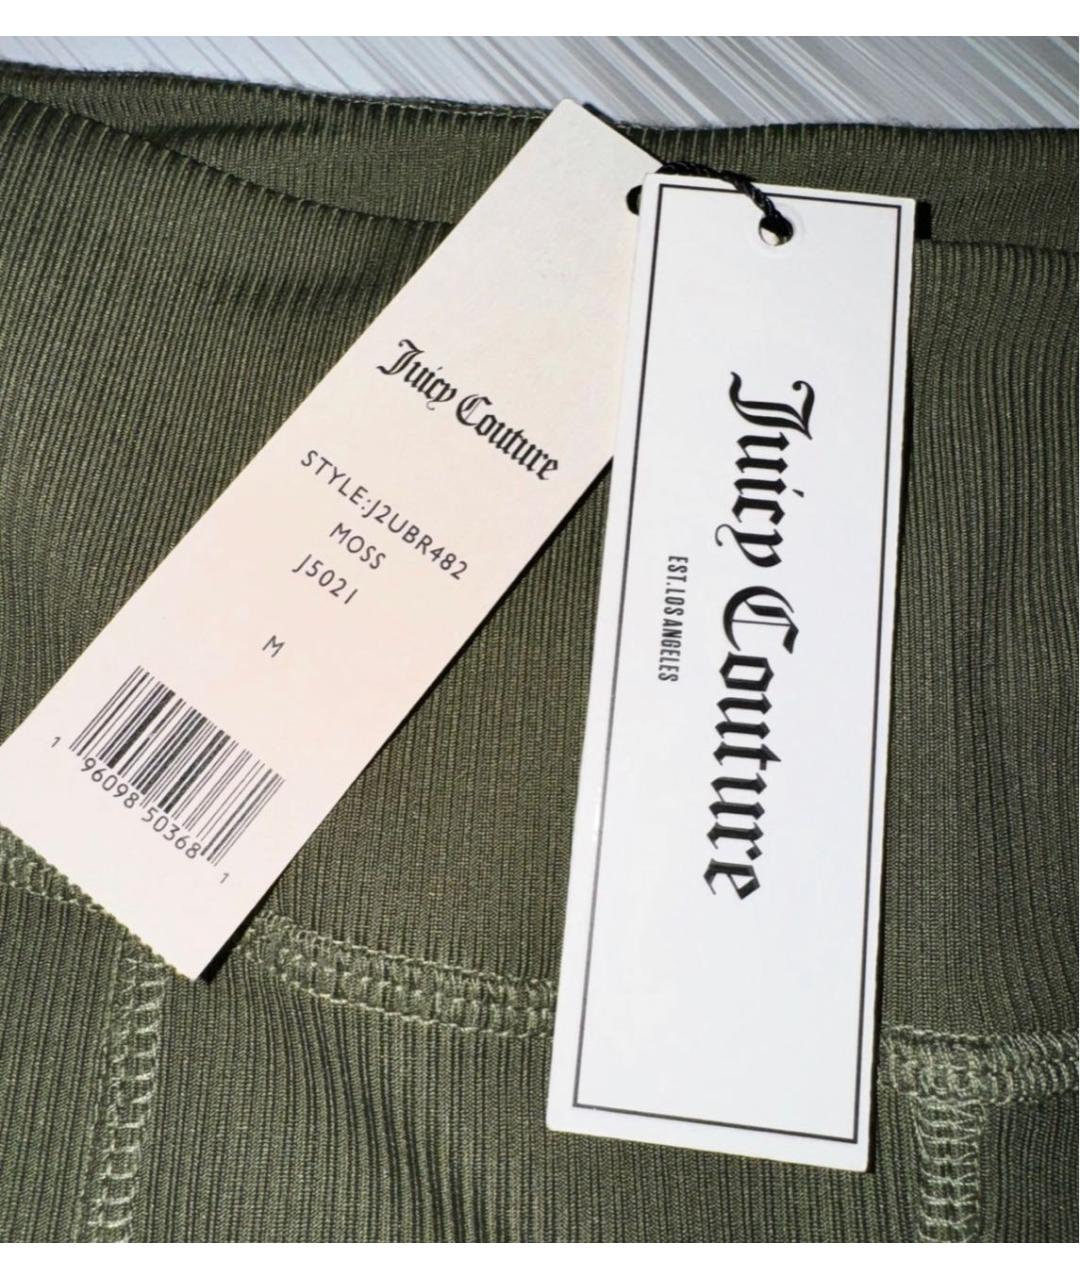 Juicy Couture
STYLE:J2UBR482
MOSS
J5021
M
1 96098 50368 1
Juicy Couture
EST.LOS ANGELES